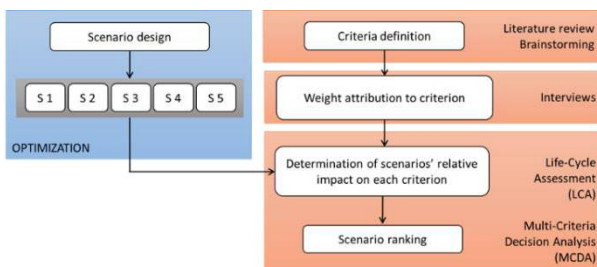 Scenario design
S 1 S 2 S 3 S 4 S 5
OPTIMIZATION
Criteria definition
Literature review
Brainstorming
Weight attribution to criterion
Interviews
Determination of scenarios' relative
impact on each criterion
Life-Cycle
Assessment
(LCA)
Scenario ranking
Multi-Criteria
Decision Analysis
(MCDA)